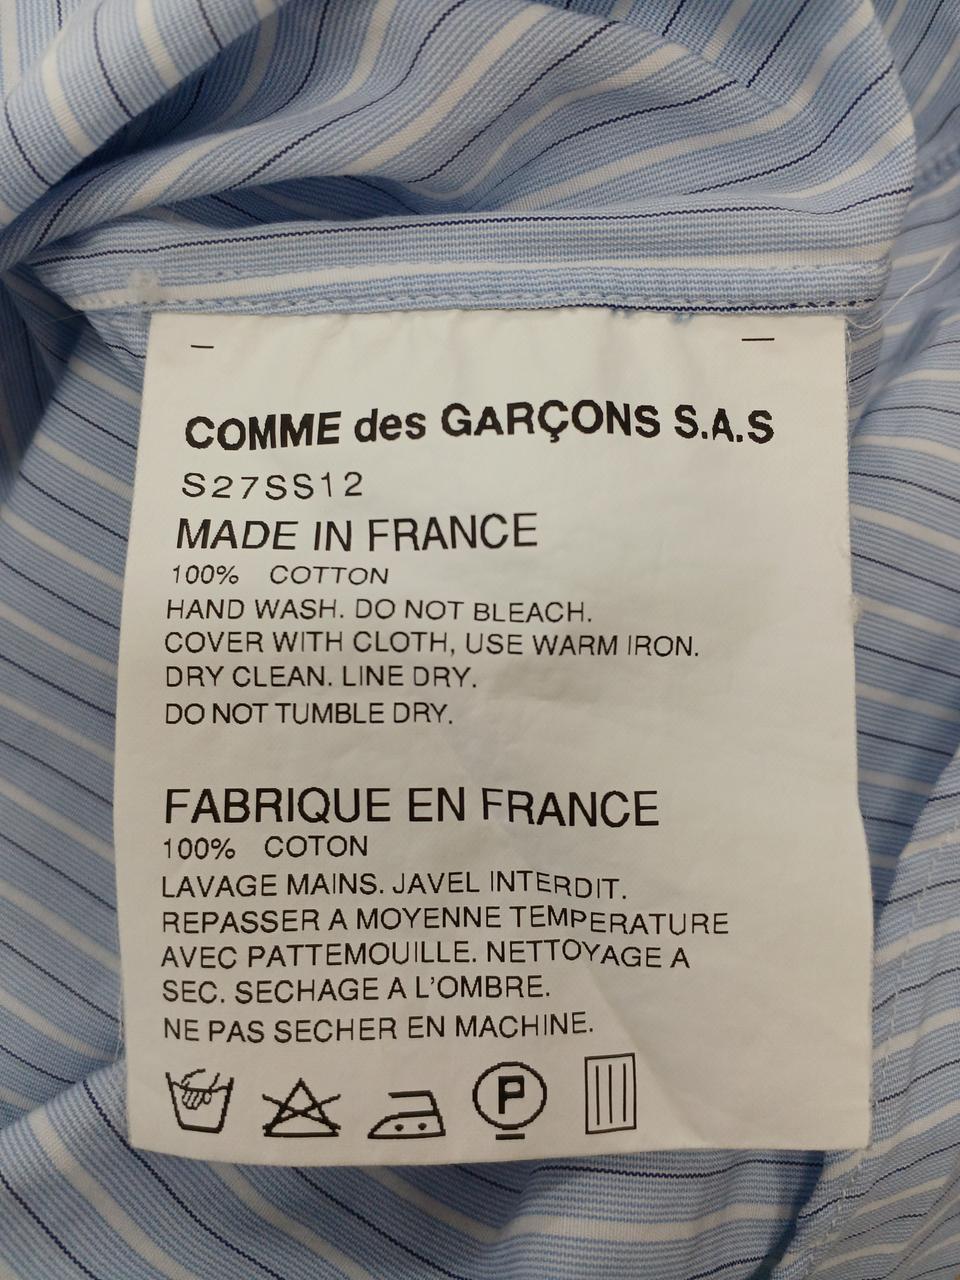 COMME des GARÇONS S.A.S
S27SS12
MADE IN FRANCE
100% COTTON
HAND WASH. DO NOT BLEACH.
COVER WITH CLOTH, USE WARM IRON.
DRY CLEAN. LINE DRY.
DO NOT TUMBLE DRY.
FABRIQUE EN FRANCE
100% COTON
LAVAGE MAINS. JAVEL INTERDIT.
REPASSER A MOYENNE TEMPERATURE
AVEC PATTEMOUILLE. NETTOYAGE A
SEC. SECHAGE A L'OMBRE.
NE PAS SECHER EN MACHINE.
P